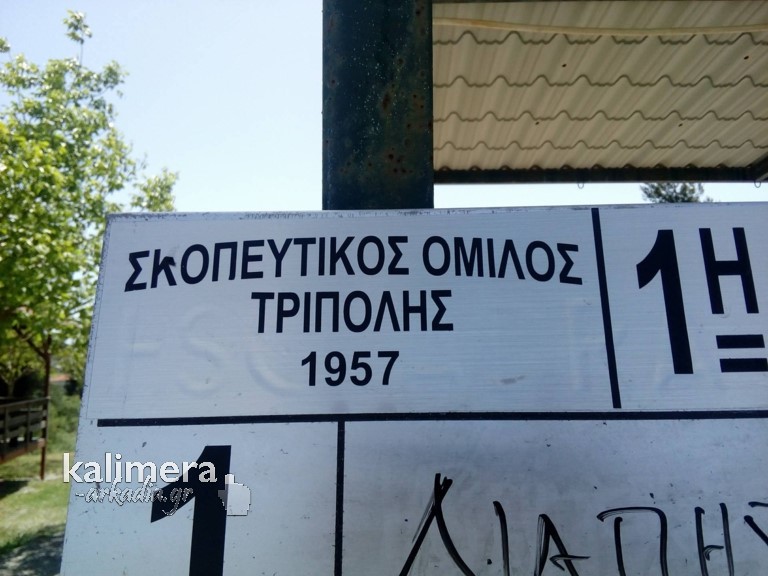 ΣΚΟΠΕΥΤΙΚΟΣ ΟΜΙΛΟΣ
ΤΡΙΠΟΛΗΣ
1957
1Η
kalimera
-arkadia.gr
1